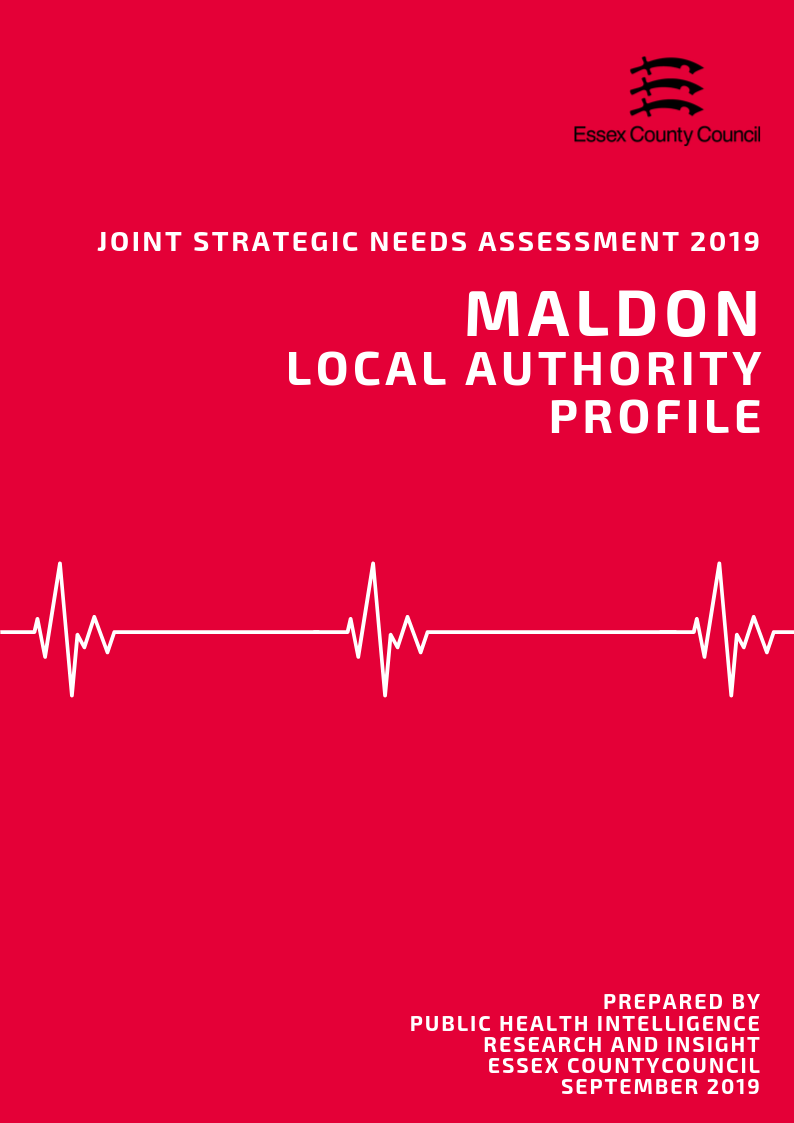 Essex County Council
JOINT STRATEGIC NEEDS ASSESSMENT 2019
MALDON
LOCAL AUTHORITY
PROFILE
PREPARED BY
PUBLIC HEALTH INTELLIGENCE
RESEARCH AND INSIGHT
ESSEX COUNTYCOUNCIL
SEPTEMBER 2019